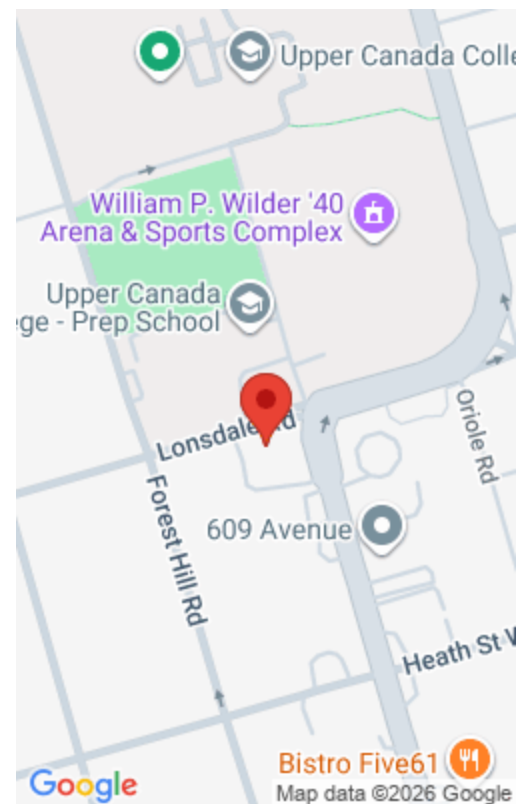 Upper Canada Colle
William P. Wilder '40
Arena & Sports Complex
Upper Canada
ege - Prep School
Lonsdale Rd
Oriole Rd
Forest Hill Rd
609 Avenue
Heath St W
Bistro Five61
Google
Map data ©2026 Google